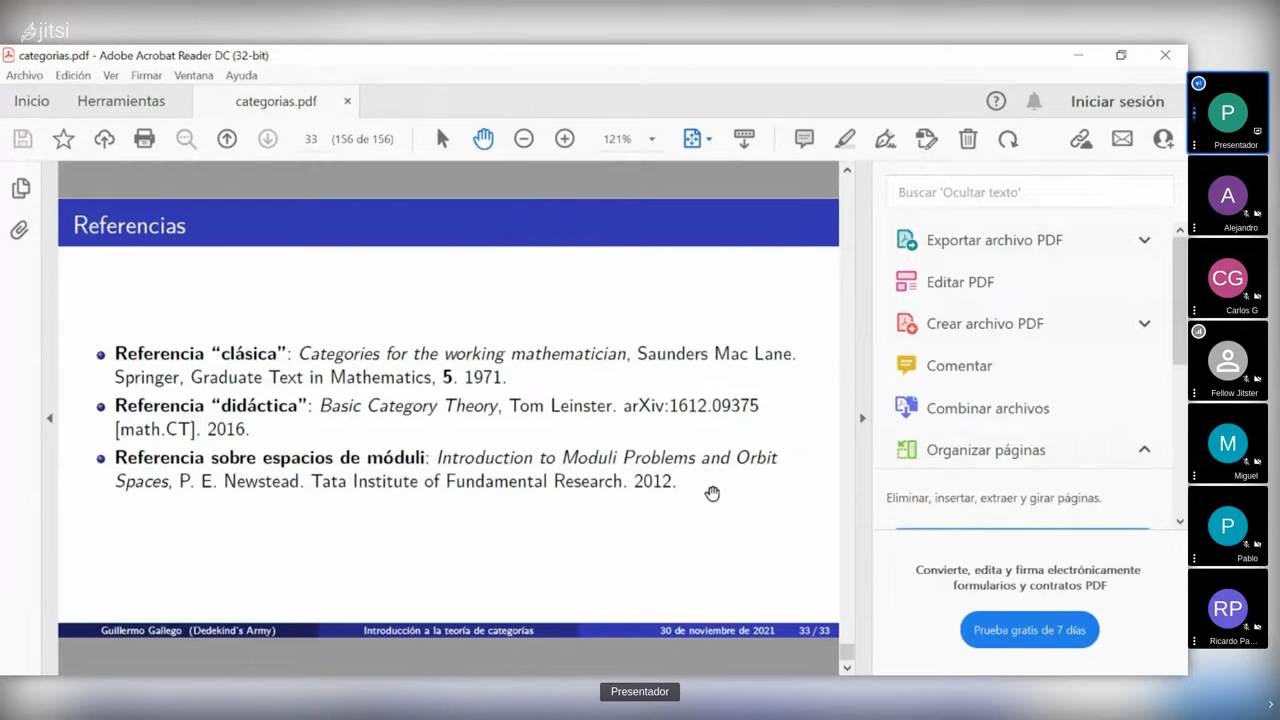 jitsi
categorias.pdf - Adobe Acrobat Reader DC (32-bit)
Archivo Edición Ver Firmar Ventana Ayuda
Inicio Herramientas categorias.pdf × Iniciar sesión
33 (156 de 156) 121%
Referencias
Referencia “clásica”: Categories for the working mathematician, Saunders Mac Lane.
Springer, Graduate Text in Mathematics, 5. 1971.
Referencia “didáctica”: Basic Category Theory, Tom Leinster. arXiv:1612.09375
[math.CT]. 2016.
Referencia sobre espacios de móduli: Introduction to Moduli Problems and Orbit
Spaces, P. E. Newstead. Tata Institute of Fundamental Research. 2012.
Guillermo Gallego (Dedekind's Army) Introducción a la teoría de categorías 30 de noviembre de 2021 33 / 33
Buscar 'Ocultar texto'
Exportar archivo PDF
Editar PDF
Crear archivo PDF
Comentar
Combinar archivos
Organizar páginas
Eliminar, insertar, extraer y girar páginas.
Convierte, edita y firma electrónicamente
formularios y contratos PDF
Prueba gratis de 7 días
P
Presentador
A
Alejandro
CG
Carlos G
Fellow Jitster
M
Miguel
P
Pablo
RP
Ricardo Pa...
Presentador